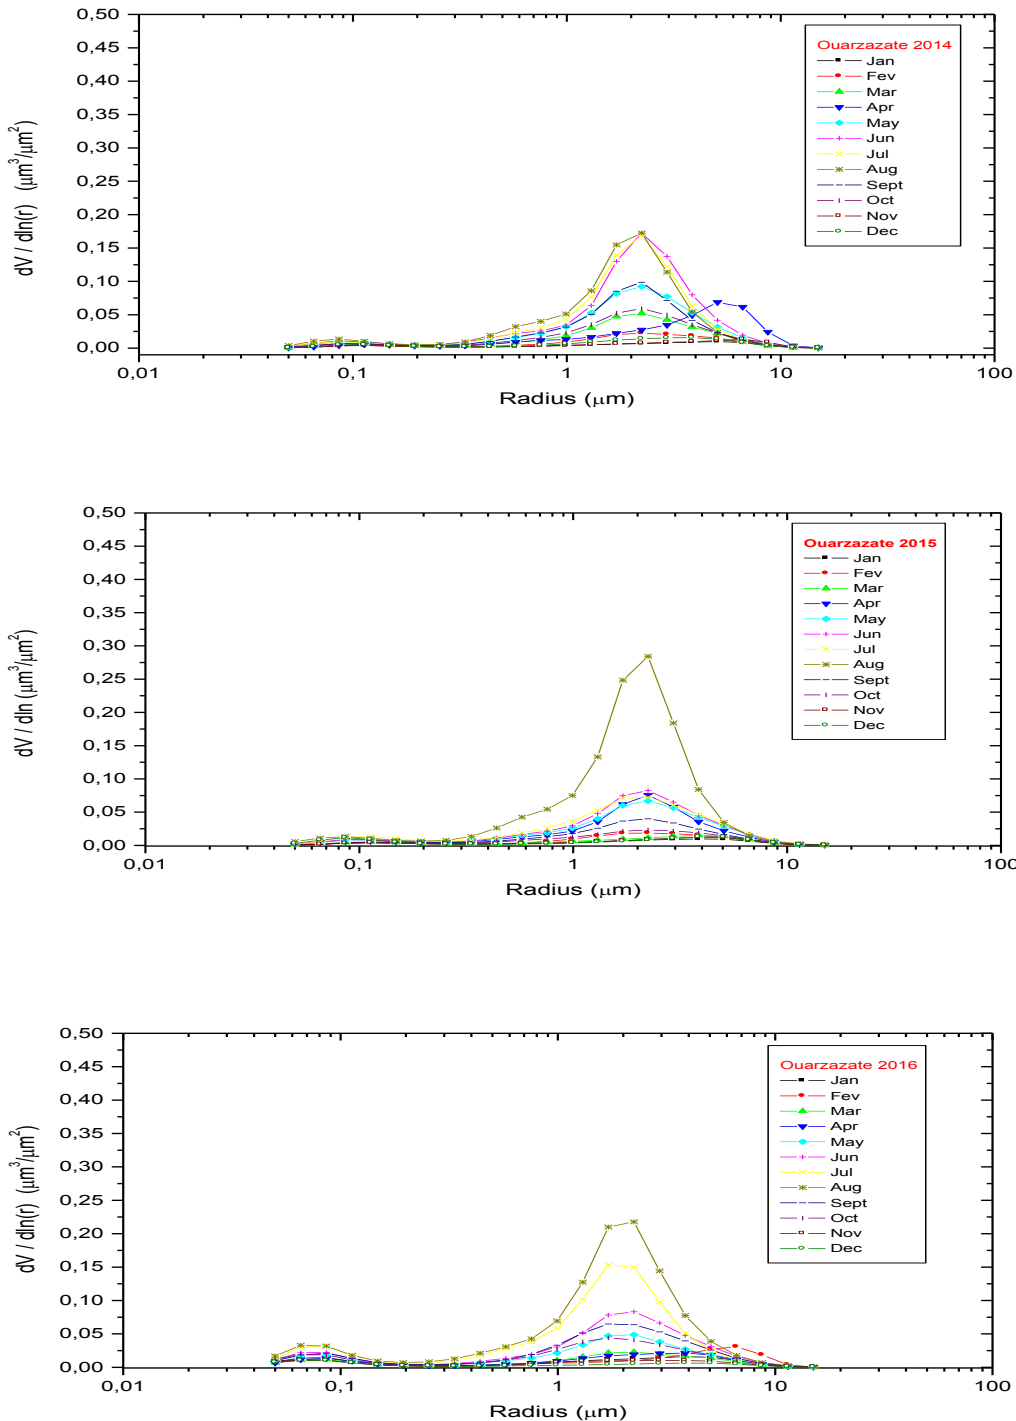 0,50
0,45
0,40
0,35
0,30
0,25
0,20
0,15
0,10
0,05
0,00
dV / dln(r) (μm³/μm²)
0,01 0,1 1 10 100
Radius (μm)
Ouarzazate 2014
Jan
Fev
Mar
Apr
May
Jun
Jul
Aug
Sept
Oct
Nov
Dec
0,50
0,45
0,40
0,35
0,30
0,25
0,20
0,15
0,10
0,05
0,00
dV / dln (μm³/μm²)
0,01 0,1 1 10 100
Radius (μm)
Ouarzazate 2015
Jan
Fev
Mar
Apr
May
Jun
Jul
Aug
Sept
Oct
Nov
Dec
0,50
0,45
0,40
0,35
0,30
0,25
0,20
0,15
0,10
0,05
0,00
dV / dln(r) (μm³/μm²)
0,01 0,1 1 10 100
Radius (μm)
Ouarzazate 2016
Jan
Fev
Mar
Apr
May
Jun
Jul
Aug
Sept
Oct
Nov
Dec